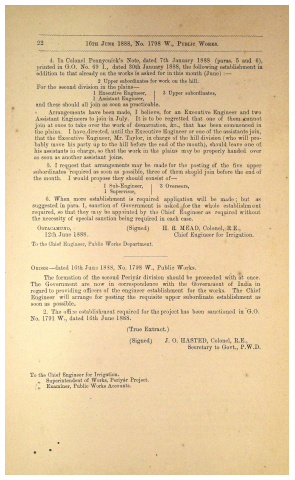 22 16TH JUNE 1888, NO. 1798 W., PUBLIC WORKS.
4. In Colonel Pennycuick's Note, dated 7th January 1888 (paras. 5 and 6),
printed in G.O. No. 69 I., dated 30th January 1888, the following establishment in
addition to that already on the works is asked for in this month (June) :—
2 Upper subordinates for work on the hill.
For the second division in the plains—
1 Executive Engineer, 3 Upper subordinates,
1 Assistant Engineer,
and these should all join as soon as practicable.
Arrangements have been made, I believe, for an Executive Engineer and two
Assistant Engineers to join in July. It is to be regretted that one of them cannot
join at once to take over the work of demarcation, &c., that has been commenced in
the plains. I have directed, until the Executive Engineer or one of the assistants join,
that the Executive Engineer, Mr. Taylor, in charge of the hill division (who will pro-
bably move his party up to the hill before the end of the month), should leave one of
his assistants in charge, so that the work in the plains may be properly handed over
as soon as another assistant joins.
5. I request that arrangements may be made for the posting of the five upper
subordinates required as soon as possible, three of them should join before the end of
the month. I would propose they should consist of—
1 Sub-Engineer, 3 Overseers,
1 Supervisor,
6. When more establishment is required application will be made; but as
suggested in para. 1, sanction of Government is asked for the whole establishment
required, so that they may be appointed by the Chief Engineer as required without
the necessity of special sanction being required in each case.
OOTACAMUND, (Signed) H. R. MEAD, Colonel, R.E.,
12th June 1888. Chief Engineer for Irrigation.
To the Chief Engineer, Public Works Department.
ORDER—dated 16th June 1888, No. 1798 W., Public Works.
The formation of the second Periyár division should be proceeded with at once.
The Government are now in correspondence with the Government of India in
regard to providing officers of the engineer establishment for the works. The Chief
Engineer will arrange for posting the requisite upper subordinate establishment as
soon as possible.
2. The office establishment required for the project has been sanctioned in G.O.
No. 1791 W., dated 16th June 1888.
(True Extract.)
(Signed) J. O. HASTED, Colonel, R.E.,
Secretary to Govt., P.W.D.
To the Chief Engineer for Irrigation.
" Superintendent of Works, Periyár Project.
" Examiner, Public Works Accounts.